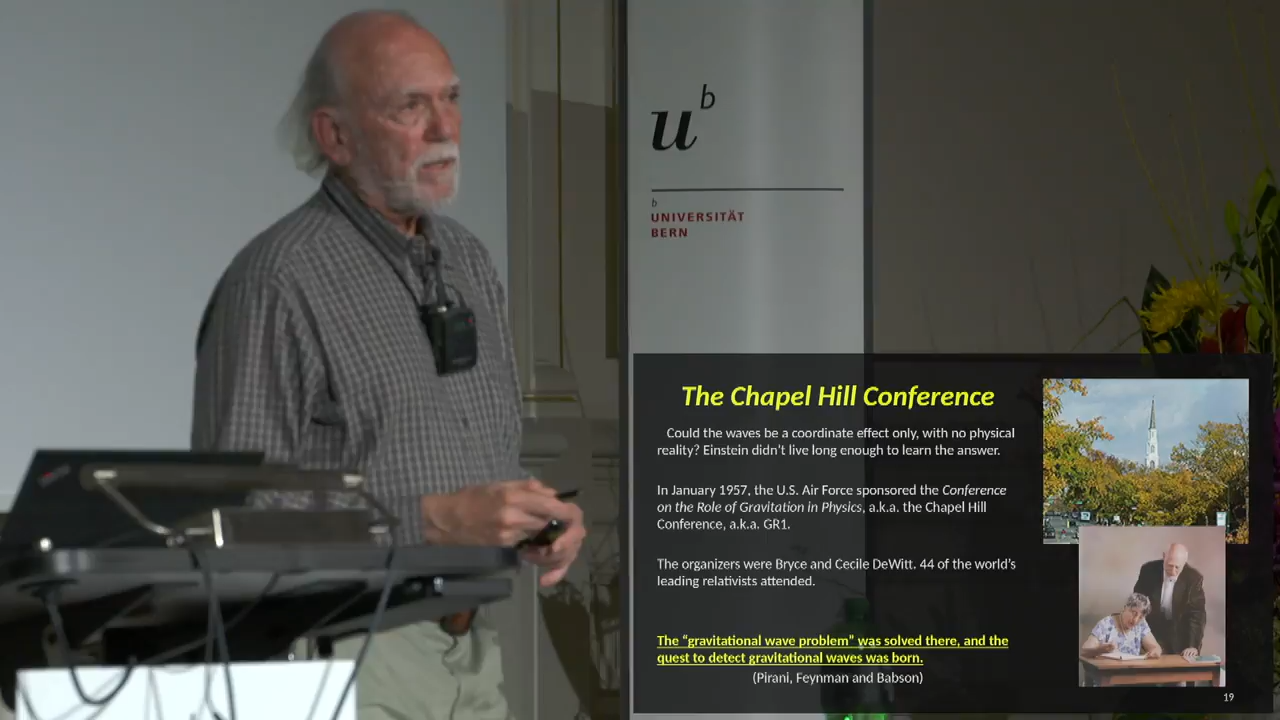 u b
b
UNIVERSITÄT
BERN
The Chapel Hill Conference
Could the waves be a coordinate effect only, with no physical
reality? Einstein didn't live long enough to learn the answer.
In January 1957, the U.S. Air Force sponsored the Conference
on the Role of Gravitation in Physics, a.k.a. the Chapel Hill
Conference, a.k.a. GR1.
The organizers were Bryce and Cecile DeWitt. 44 of the world's
leading relativists attended.
The “gravitational wave problem” was solved there, and the
quest to detect gravitational waves was born.
(Pirani, Feynman and Babson)
19